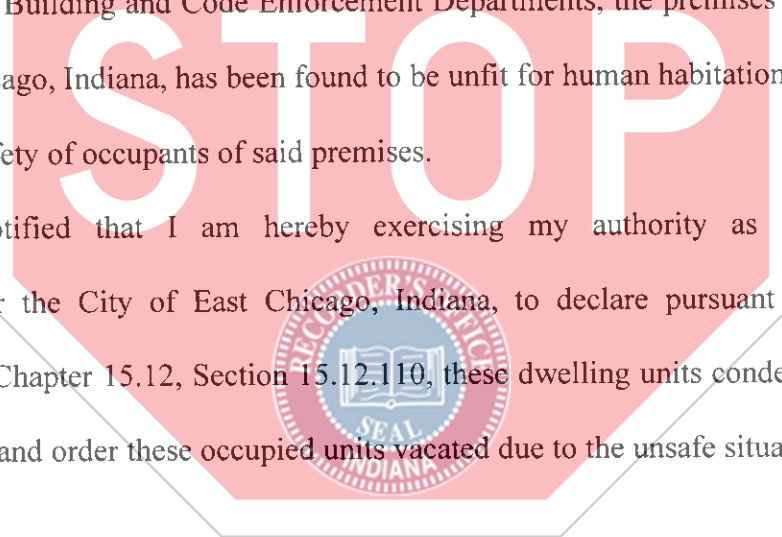 Building and Code Enforcement Departments, the premises
ago, Indiana, has been found to be unfit for human habitation
fety of occupants of said premises.
otified that I am hereby exercising my authority as
r the City of East Chicago, Indiana, to declare pursuant
Chapter 15.12, Section 15.12.110, these dwelling units conde
and order these occupied units vacated due to the unsafe situa
STOP
RECORDER'S OFFICE
SEAL
INDIANA